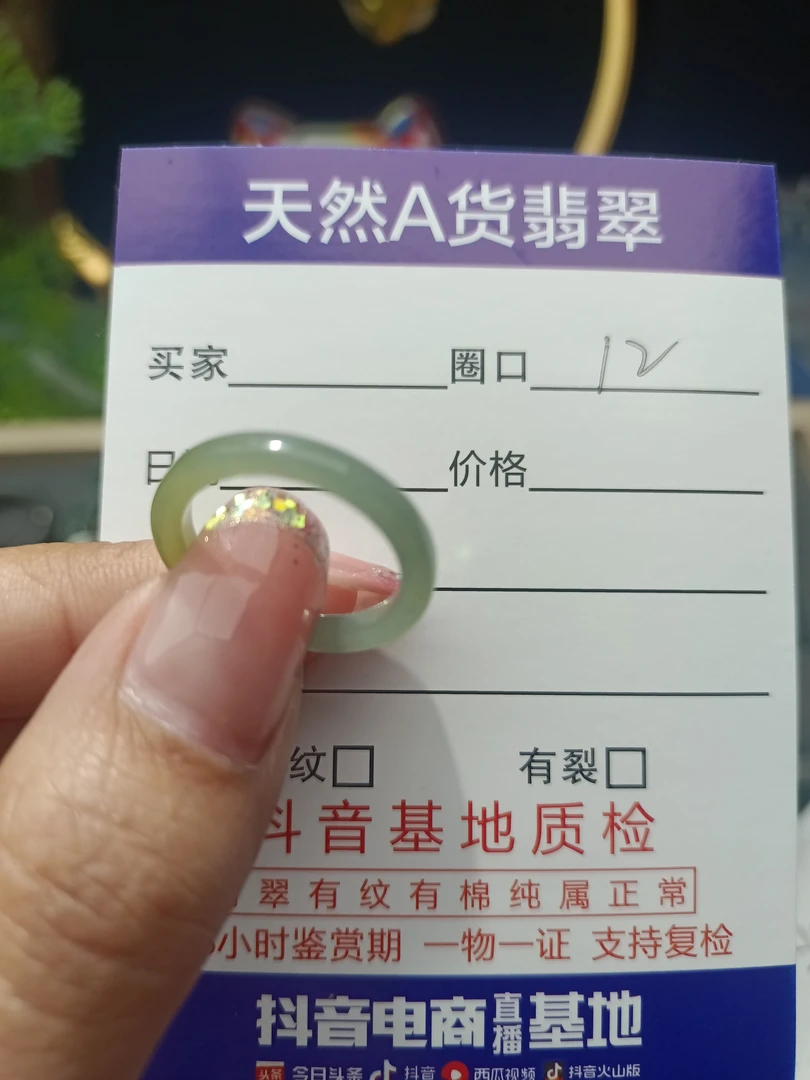 天然A货翡翠
买家 圈口 12
日 价格
纹□ 有裂□
抖音基地质检
翠有纹有棉纯属正常
小时鉴赏期 一物一证 支持复检
抖音电商直播基地
头条 今日头条 抖音 西瓜视频 抖音火山版